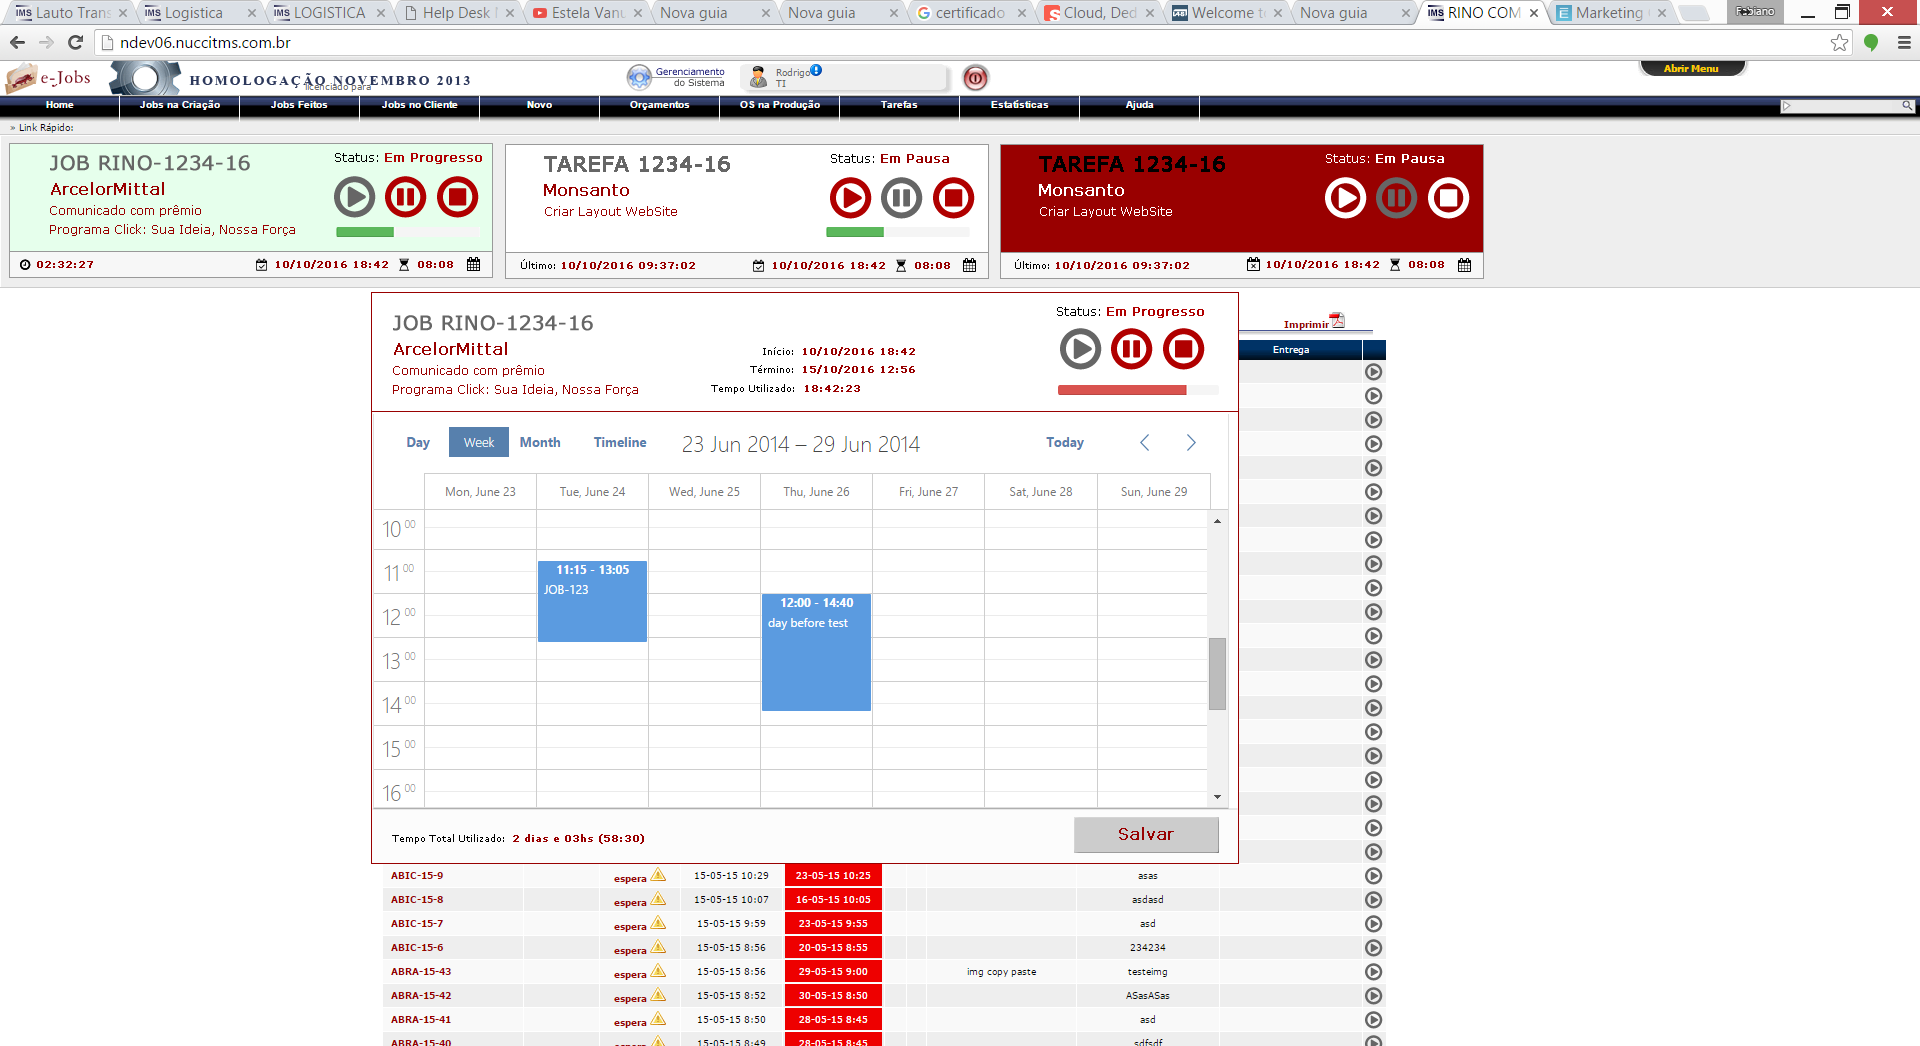 Lauto Trans
Logistica
LOGISTICA
Help Desk
Estela Vanu
Nova guia
Nova guia
certificado
Cloud, Ded
Welcome to
Nova guia
RINO COM
Marketing
Fabiano
ndev06.nuccitms.com.br
e-Jobs
HOMOLOGAÇÃO NOVEMBRO 2013
licenciado para
Gerenciamento
do Sistema
Rodrigo
TI
Abrir Menu
Home Jobs na Criação Jobs Feitos Jobs no Cliente Novo Orçamentos OS na Produção Tarefas Estatísticas Ajuda
» Link Rápido:
JOB RINO-1234-16
Status: Em Progresso
ArcelorMittal
Comunicado com prêmio
Programa Click: Sua Ideia, Nossa Força
02:32:27 10/10/2016 18:42 08:08
TAREFA 1234-16
Status: Em Pausa
Monsanto
Criar Layout WebSite
Último: 10/10/2016 09:37:02 10/10/2016 18:42 08:08
TAREFA 1234-16
Status: Em Pausa
Monsanto
Criar Layout WebSite
Último: 10/10/2016 09:37:02 10/10/2016 18:42 08:08
JOB RINO-1234-16
Status: Em Progresso
ArcelorMittal
Comunicado com prêmio
Programa Click: Sua Ideia, Nossa Força
Início: 10/10/2016 18:42
Término: 15/10/2016 12:56
Tempo Utilizado: 18:42:23
Imprimir
Entrega
Day Week Month Timeline 23 Jun 2014 – 29 Jun 2014 Today
Mon, June 23 Tue, June 24 Wed, June 25 Thu, June 26 Fri, June 27 Sat, June 28 Sun, June 29
10 00
11 00
12 00
13 00
14 00
15 00
16 00
11:15 - 13:05
JOB-123
12:00 - 14:40
day before test
Tempo Total Utilizado: 2 dias e 03hs (58:30)
Salvar
ABIC-15-9 espera 15-05-15 10:29 23-05-15 10:25 asas
ABIC-15-8 espera 15-05-15 10:07 16-05-15 10:05 asdasd
ABIC-15-7 espera 15-05-15 9:59 23-05-15 9:55 asd
ABIC-15-6 espera 15-05-15 8:56 20-05-15 8:55 234234
ABRA-15-43 espera 15-05-15 8:56 29-05-15 9:00 img copy paste testeimg
ABRA-15-42 espera 15-05-15 8:52 30-05-15 8:50 ASasASas
ABRA-15-41 espera 15-05-15 8:50 28-05-15 8:45 asd
ABRA-15-40 espera 15-05-15 8:49 28-05-15 8:45 sdfsdf